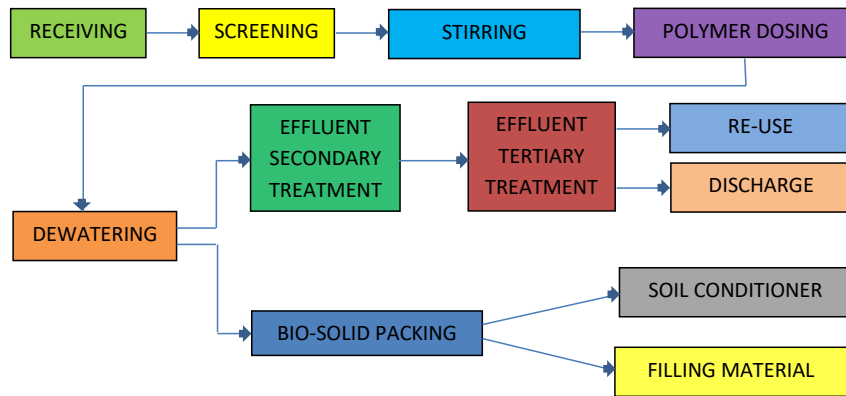 RECEIVING
SCREENING
STIRRING
POLYMER DOSING
EFFLUENT
SECONDARY
TREATMENT
EFFLUENT
TERTIARY
TREATMENT
RE-USE
DISCHARGE
DEWATERING
BIO-SOLID PACKING
SOIL CONDITIONER
FILLING MATERIAL